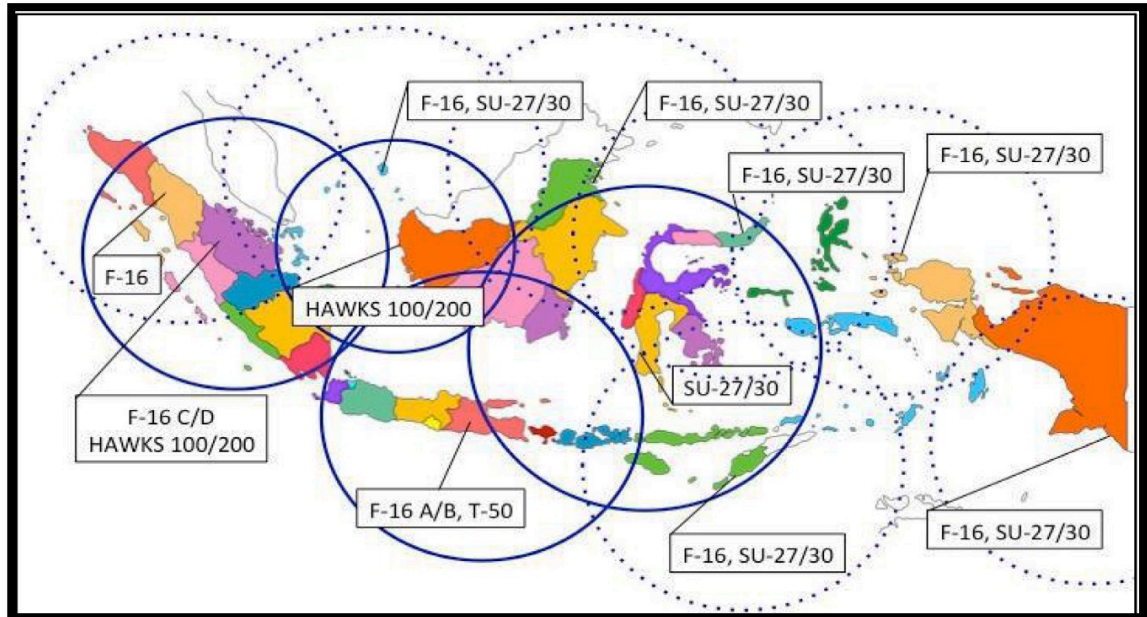 F-16, SU-27/30
F-16, SU-27/30
F-16, SU-27/30
F-16, SU-27/30
F-16
HAWKS 100/200
SU-27/30
F-16 C/D
HAWKS 100/200
F-16 A/B, T-50
F-16, SU-27/30
F-16, SU-27/30